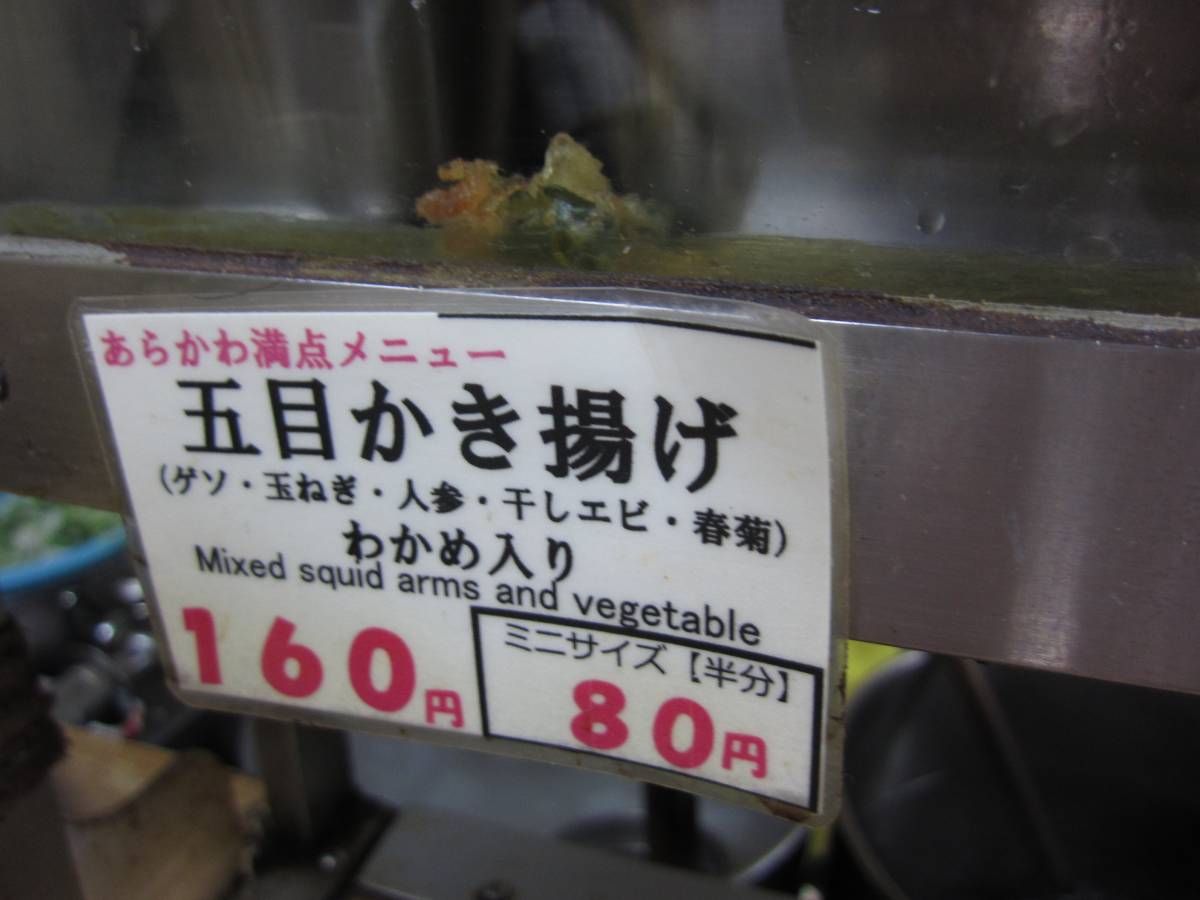 あらかわ満点メニュー
五目かき揚げ
(ゲソ・玉ねぎ・人参・干しエビ・春菊)
わかめ入り
Mixed squid arms and vegetable
160円
ミニサイズ【半分】
80円